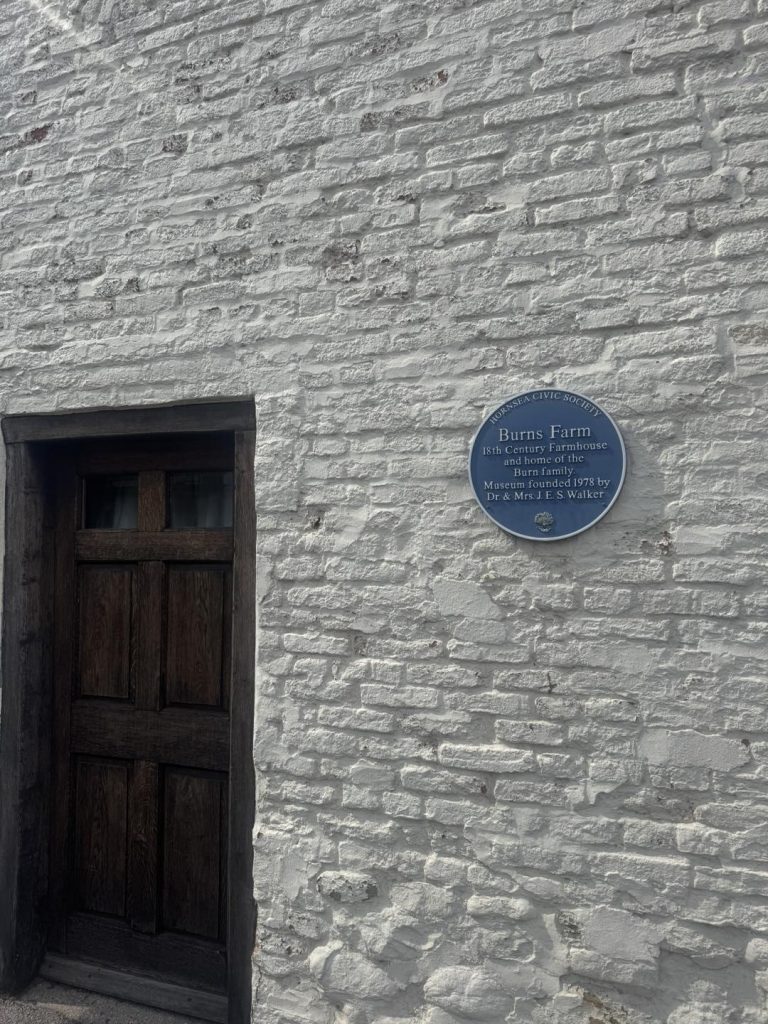 HORNSEA CIVIC SOCIETY
Burns Farm
18th Century Farmhouse
and home of the
Burn family.
Museum founded 1978 by
Dr & Mrs. J. E. S. Walker